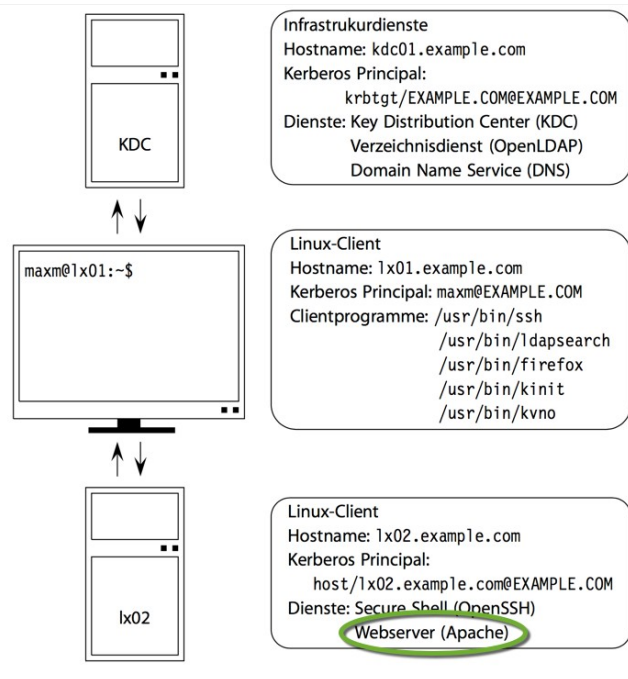 Infrastrukurdienste
Hostname: kdc01.example.com
Kerberos Principal:
krbtgt/EXAMPLE.COM@EXAMPLE.COM
Dienste: Key Distribution Center (KDC)
Verzeichnisdienst (OpenLDAP)
Domain Name Service (DNS)
KDC
maxm@lx01:~$
Linux-Client
Hostname: lx01.example.com
Kerberos Principal: maxm@EXAMPLE.COM
Clientprogramme: /usr/bin/ssh
/usr/bin/ldapsearch
/usr/bin/firefox
/usr/bin/kinit
/usr/bin/kvno
lx02
Linux-Client
Hostname: lx02.example.com
Kerberos Principal:
host/lx02.example.com@EXAMPLE.COM
Dienste: Secure Shell (OpenSSH)
Webserver (Apache)